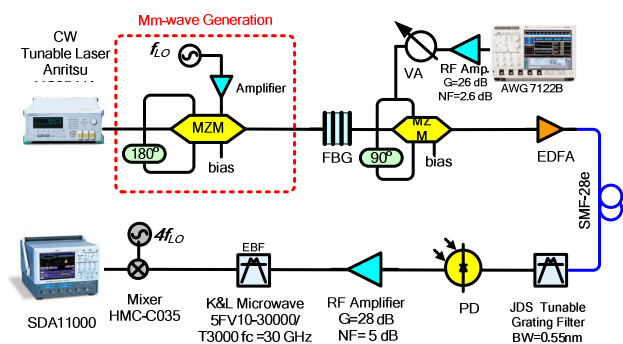 Mm-wave Generation
CW
Tunable Laser
Anritsu
fLO
Amplifier
MZM
180º
bias
FBG
VA
RF Amp.
G=26 dB
NF=2.6 dB
AWG 7122B
MZ
M
90º
bias
EDFA
SMF-28e
SDA11000
4fLO
Mixer
HMC-C035
EBF
K&L Microwave
5FV10-30000/
T3000 fc =30 GHz
RF Amplifier
G=28 dB
NF= 5 dB
PD
JDS Tunable
Grating Filter
BW=0.55nm